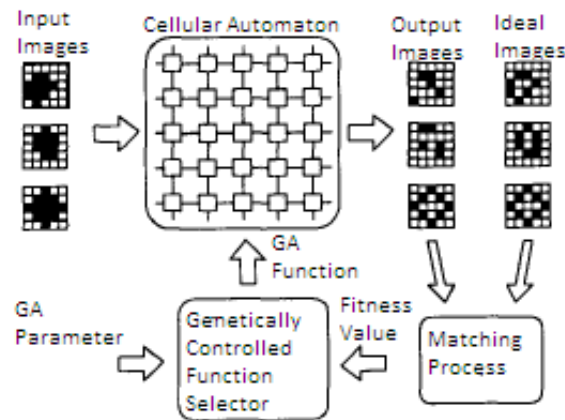 Input
Images
Cellular Automaton
Output
Images
Ideal
Images
GA
Function
GA
Parameter
Genetically
Controlled
Function
Selector
Fitness
Value
Matching
Process